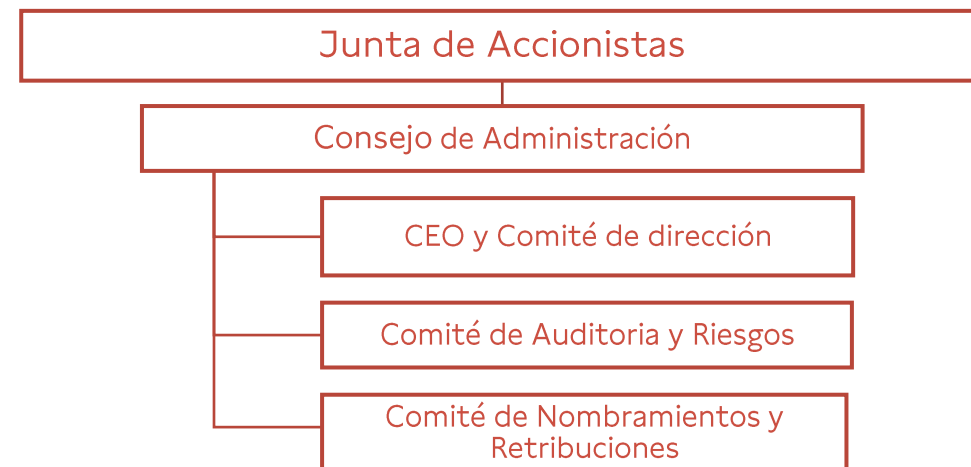 Junta de Accionistas
Consejo de Administración
CEO y Comité de dirección
Comité de Auditoria y Riesgos
Comité de Nombramientos y
Retribuciones